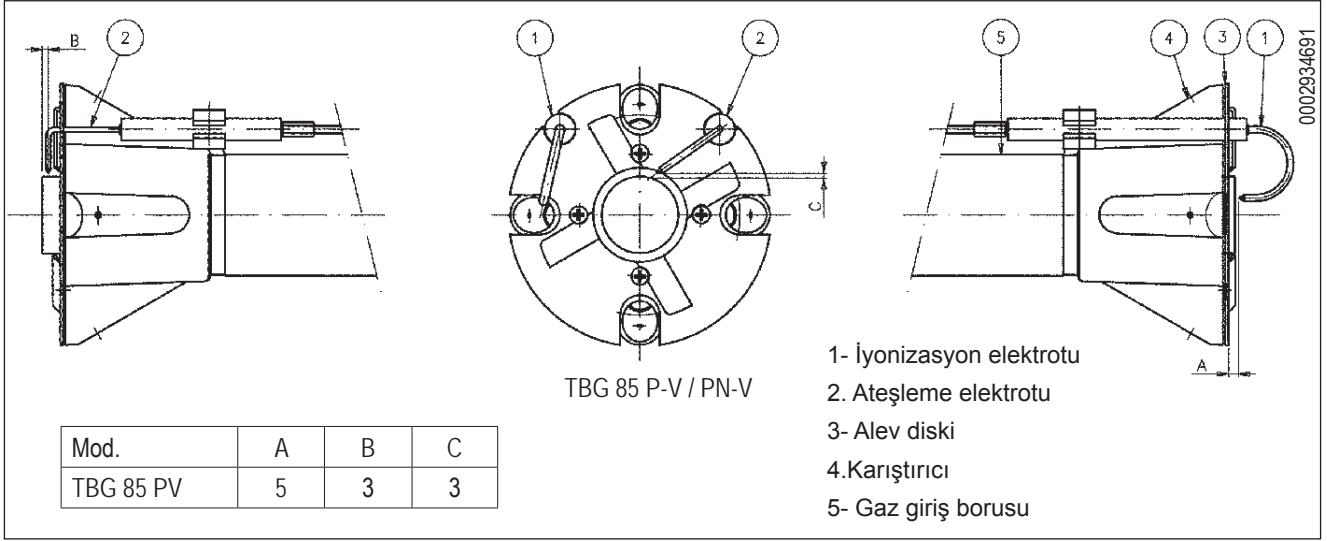 B
2
1
2
5
4
3
1
0002934691
C
A
TBG 85 P-V / PN-V
1- İyonizasyon elektrotu
2. Ateşleme elektrotu
3- Alev diski
4.Karıştırıcı
5- Gaz giriş borusu
Mod. A B C
TBG 85 PV 5 3 3